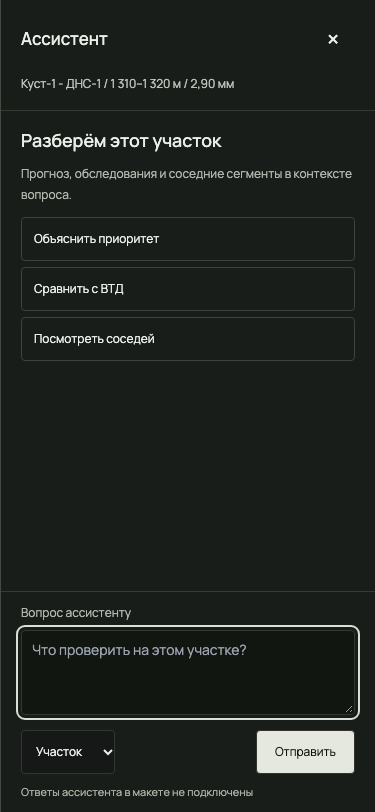 Ассистент
×
Куст-1 - ДНС-1 / 1 310–1 320 м / 2,90 мм
Разберём этот участок
Прогноз, обследования и соседние сегменты в контексте
вопроса.
Объяснить приоритет
Сравнить с ВТД
Посмотреть соседей
Вопрос ассистенту
Что проверить на этом участке?
Участок
Отправить
Ответы ассистента в макете не подключены